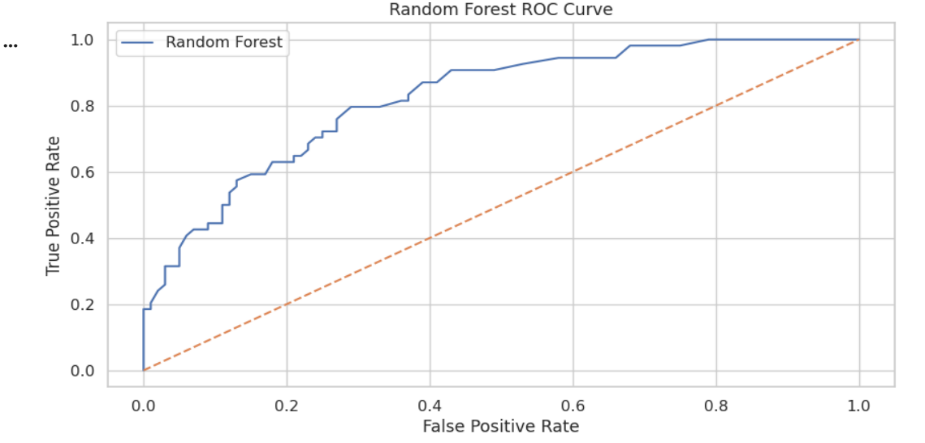 Random Forest ROC Curve
...
Random Forest
1.0
0.8
0.6
0.4
0.2
0.0
True Positive Rate
0.0 0.2 0.4 0.6 0.8 1.0
False Positive Rate